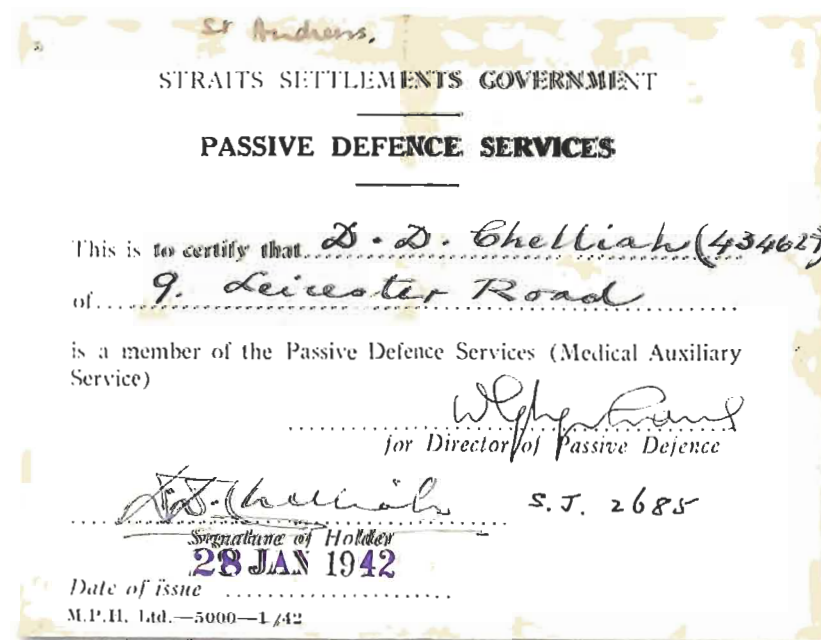 St Andrews.
STRAITS SETTLEMENTS GOVERNMENT
PASSIVE DEFENCE SERVICES
This is to certify that D. D. Chelliah (43462)
of 9. Leicester Road
is a member of the Passive Defence Services (Medical Auxiliary
Service)
for Director of Passive Defence
D.D. Chelliah S.J. 2685
Signature of Holder
28 JAN 1942
Date of issue
M.P.H. Ltd.—5000—1/42